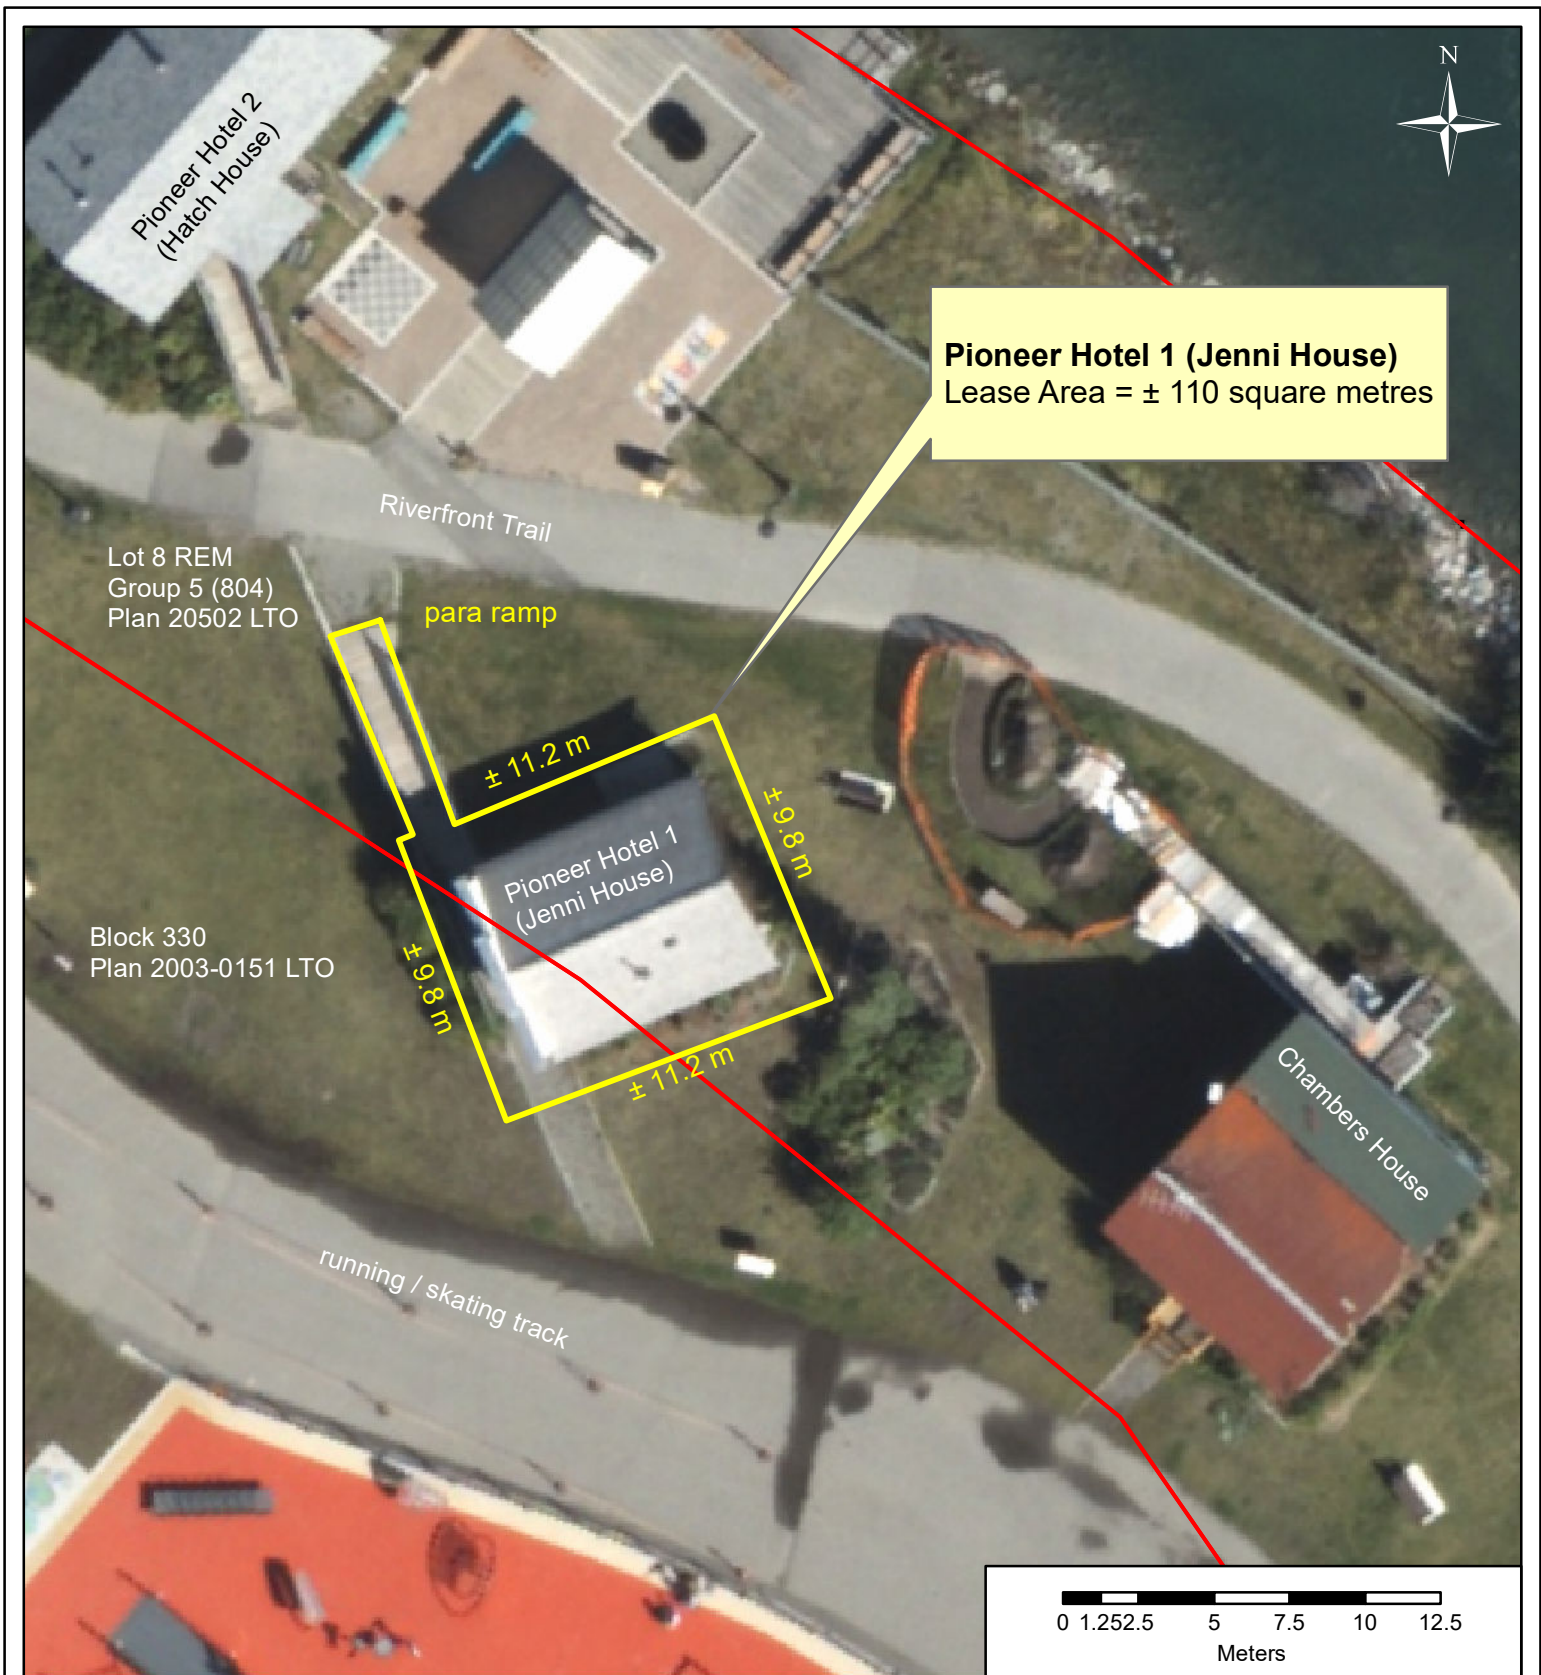 N
Pioneer Hotel 2
(Hatch House)
Pioneer Hotel 1 (Jenni House)
Lease Area = ± 110 square metres
Riverfront Trail
Lot 8 REM
Group 5 (804)
Plan 20502 LTO
para ramp
± 11.2 m
± 9.8 m
Pioneer Hotel 1
(Jenni House)
Block 330
Plan 2003-0151 LTO
± 9.8 m
± 11.2 m
Chambers House
running / skating track
0 1.25 2.5 5 7.5 10 12.5
Meters